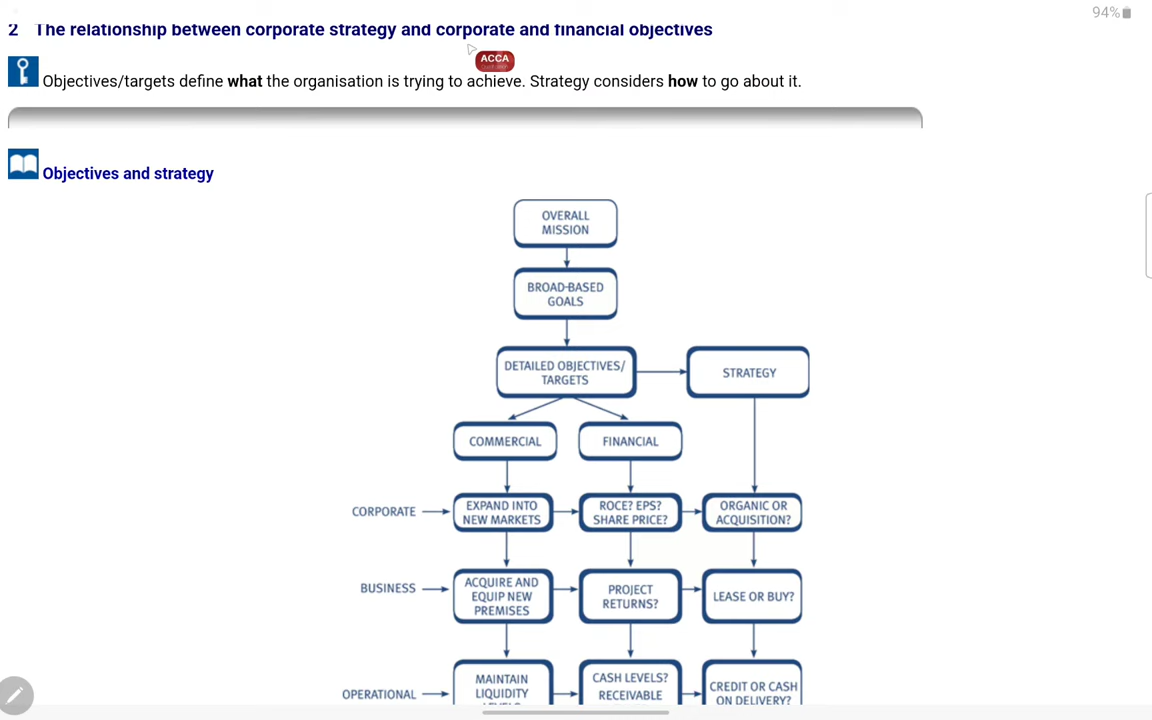 94%
2 The relationship between corporate strategy and corporate and financial objectives
ACCA
Objectives/targets define what the organisation is trying to achieve. Strategy considers how to go about it.
Objectives and strategy
OVERALL
MISSION
BROAD-BASED
GOALS
DETAILED OBJECTIVES/
TARGETS
STRATEGY
COMMERCIAL
FINANCIAL
CORPORATE
EXPAND INTO
NEW MARKETS
ROCE? EPS?
SHARE PRICE?
ORGANIC OR
ACQUISITION?
BUSINESS
ACQUIRE AND
EQUIP NEW
PREMISES
PROJECT
RETURNS?
LEASE OR BUY?
OPERATIONAL
MAINTAIN
LIQUIDITY
CASH LEVELS?
RECEIVABLE
CREDIT OR CASH
ON DELIVERY?